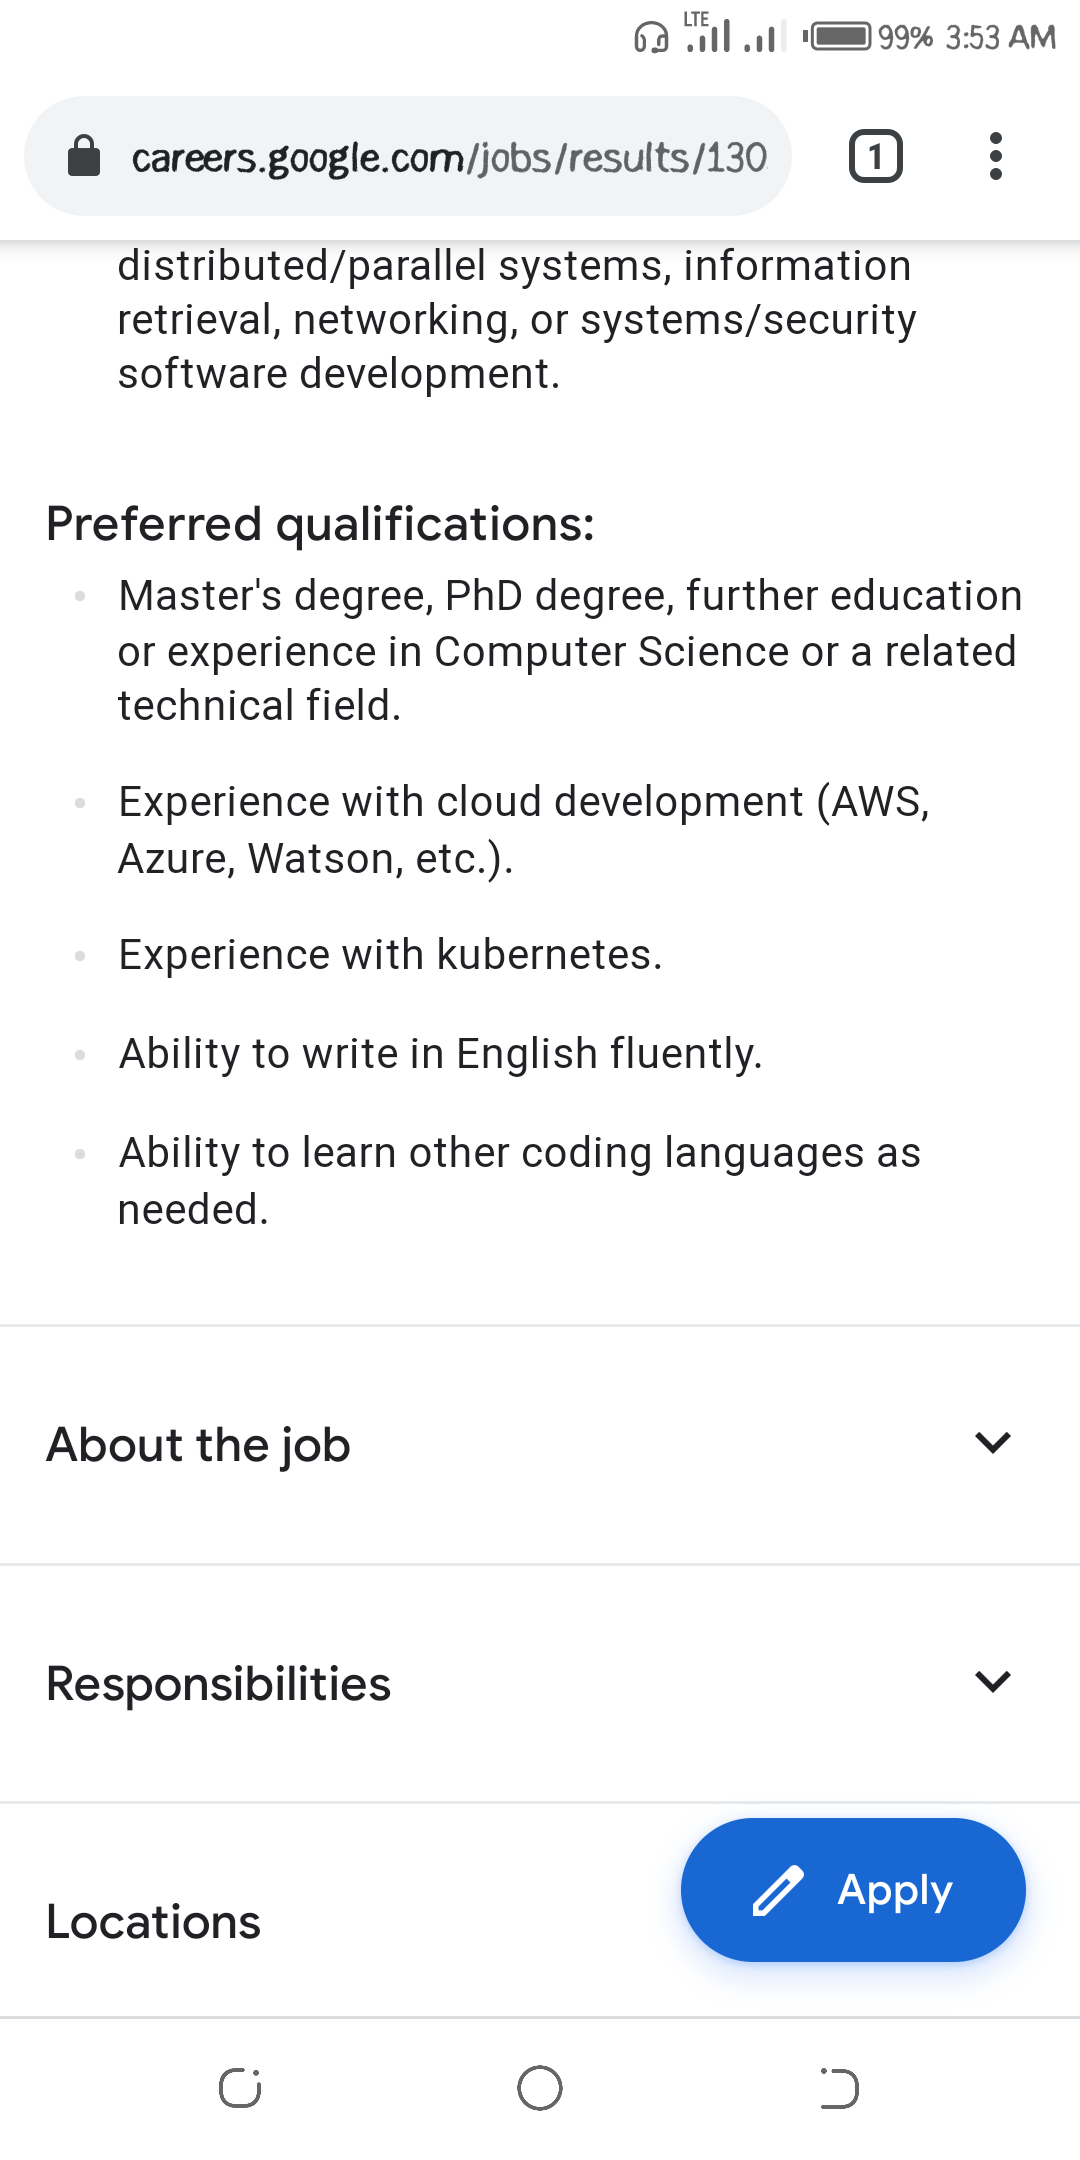 LTE 99% 3:53 AM
careers.google.com/jobs/results/130
1
distributed/parallel systems, information
retrieval, networking, or systems/security
software development.
Preferred qualifications:
Master's degree, PhD degree, further education
or experience in Computer Science or a related
technical field.
Experience with cloud development (AWS,
Azure, Watson, etc.).
Experience with kubernetes.
Ability to write in English fluently.
Ability to learn other coding languages as
needed.
About the job
Responsibilities
Apply
Locations